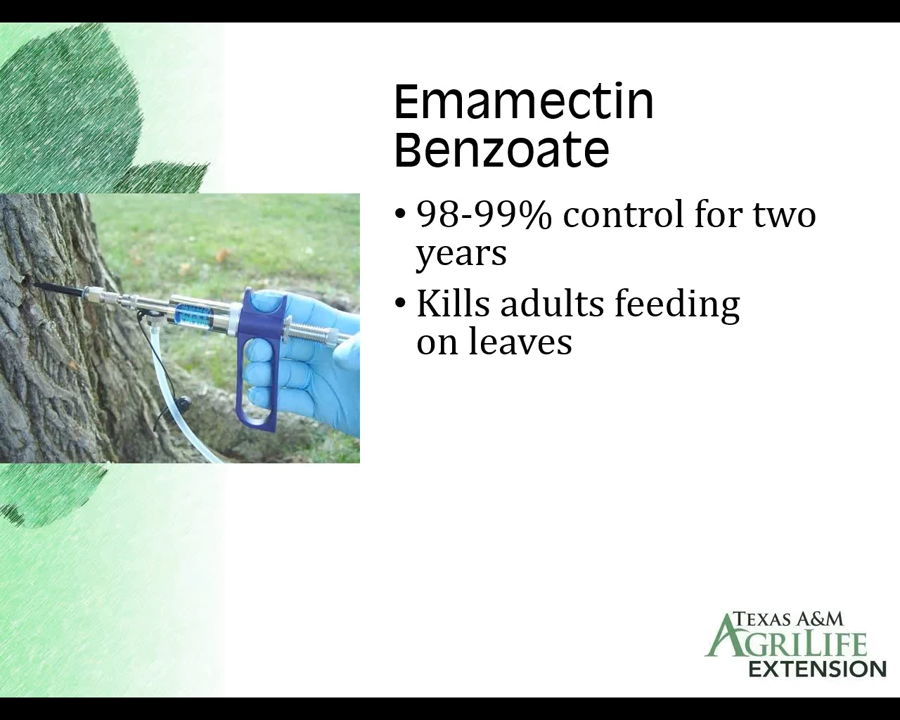 Emamectin
Benzoate
• 98-99% control for two
years
• Kills adults feeding
on leaves
TEXAS A&M
AGRILIFE
EXTENSION